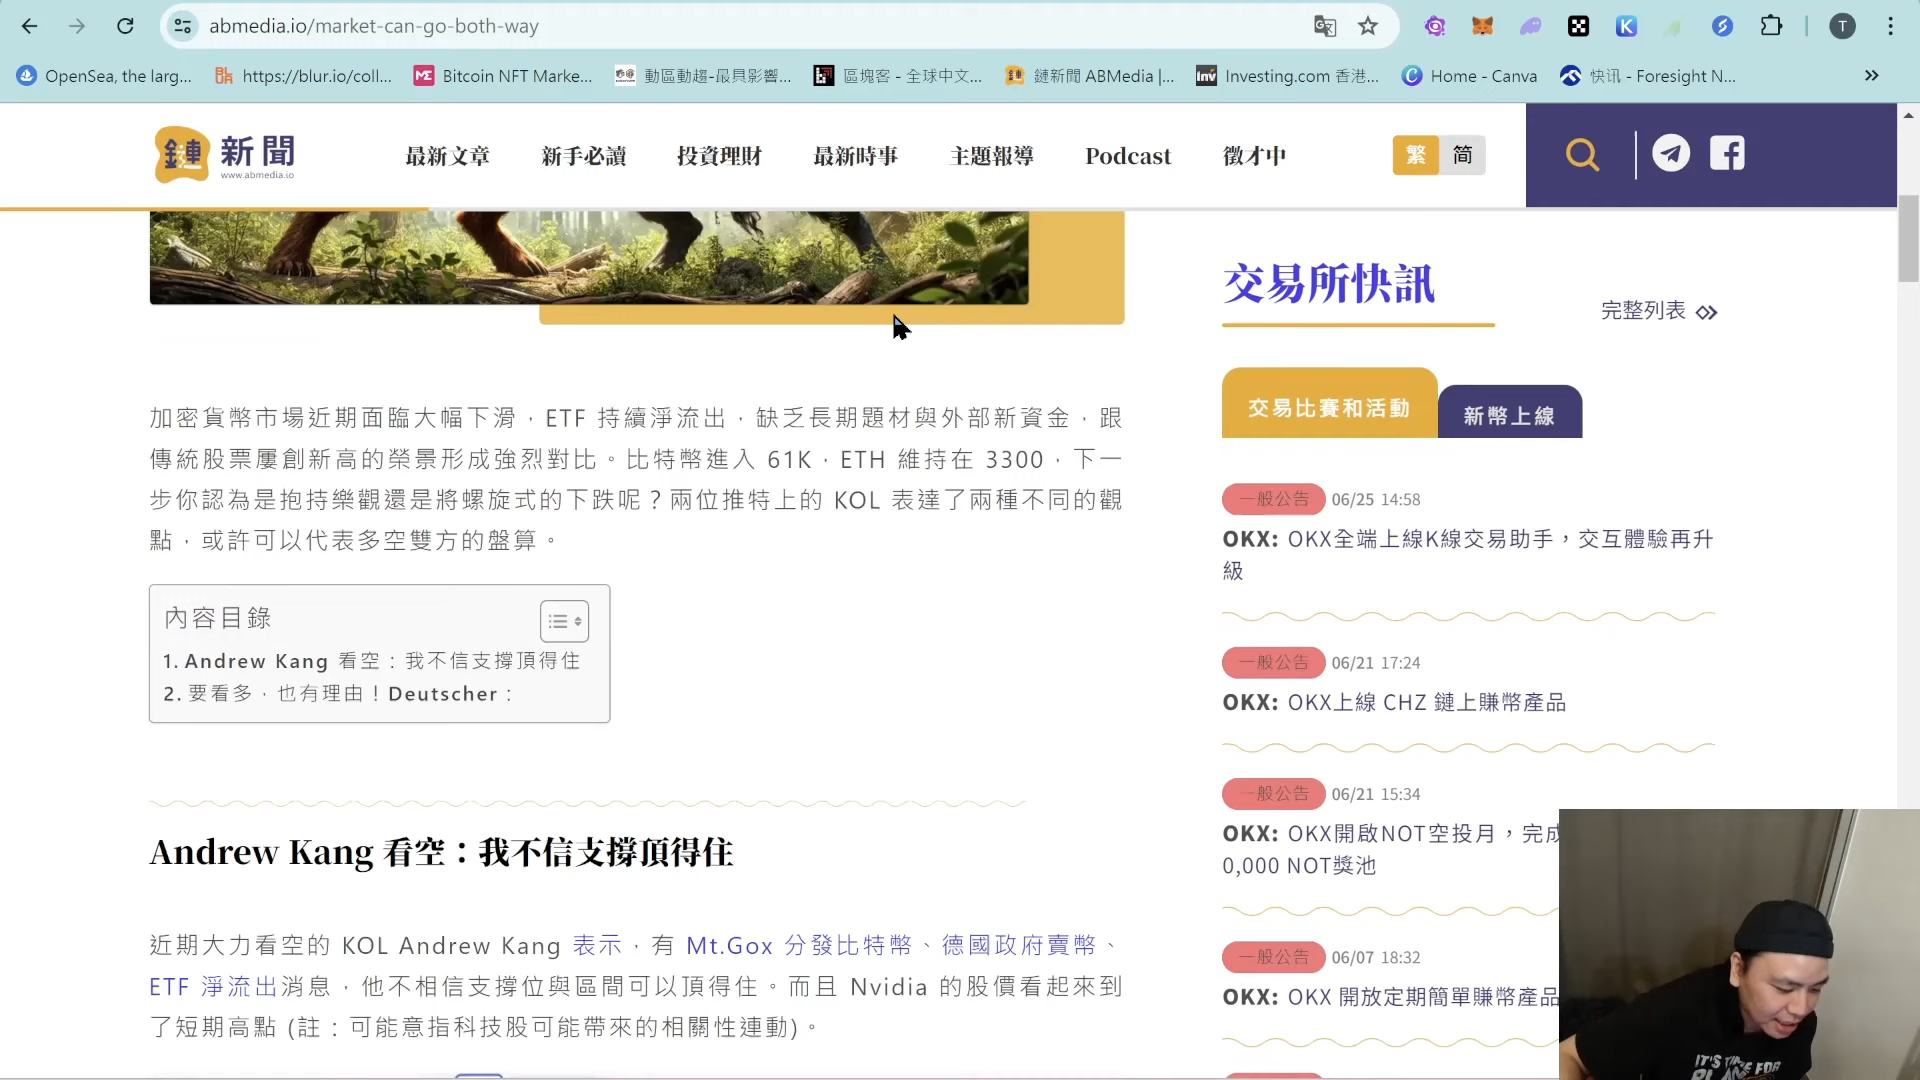 abmedia.io/market-can-go-both-way
T
OpenSea, the larg...
https://blur.io/coll...
Bitcoin NFT Marke...
動區動趨-最具影響...
區塊客 - 全球中文...
鏈新聞 ABMedia |...
Investing.com 香港...
Home - Canva
快讯 - Foresight N...
鏈 新聞
www.abmedia.io
最新文章
新手必讀
投資理財
最新時事
主題報導
Podcast
徵才中
繁
简
加密貨幣市場近期面臨大幅下滑，ETF 持續淨流出，缺乏長期題材與外部新資金，跟
傳統股票屢創新高的榮景形成強烈對比。比特幣進入 61K，ETH 維持在 3300，下一
步你認為是抱持樂觀還是將螺旋式的下跌呢？兩位推特上的 KOL 表達了兩種不同的觀
點，或許可以代表多空雙方的盤算。
內容目錄
1. Andrew Kang 看空：我不信支撐頂得住
2. 要看多，也有理由！Deutscher：
Andrew Kang 看空：我不信支撐頂得住
近期大力看空的 KOL Andrew Kang 表示，有 Mt.Gox 分發比特幣、德國政府賣幣、
ETF 淨流出消息，他不相信支撐位與區間可以頂得住。而且 Nvidia 的股價看起來到
了短期高點 (註：可能意指科技股可能帶來的相關性連動)。
交易所快訊
完整列表
交易比賽和活動
新幣上線
一般公告 06/25 14:58
OKX: OKX全端上線K線交易助手，交互體驗再升
級
一般公告 06/21 17:24
OKX: OKX上線 CHZ 鏈上賺幣產品
一般公告 06/21 15:34
OKX: OKX開啟NOT空投月，完成
0,000 NOT獎池
一般公告 06/07 18:32
OKX: OKX 開放定期簡單賺幣產品
IT'S FOR